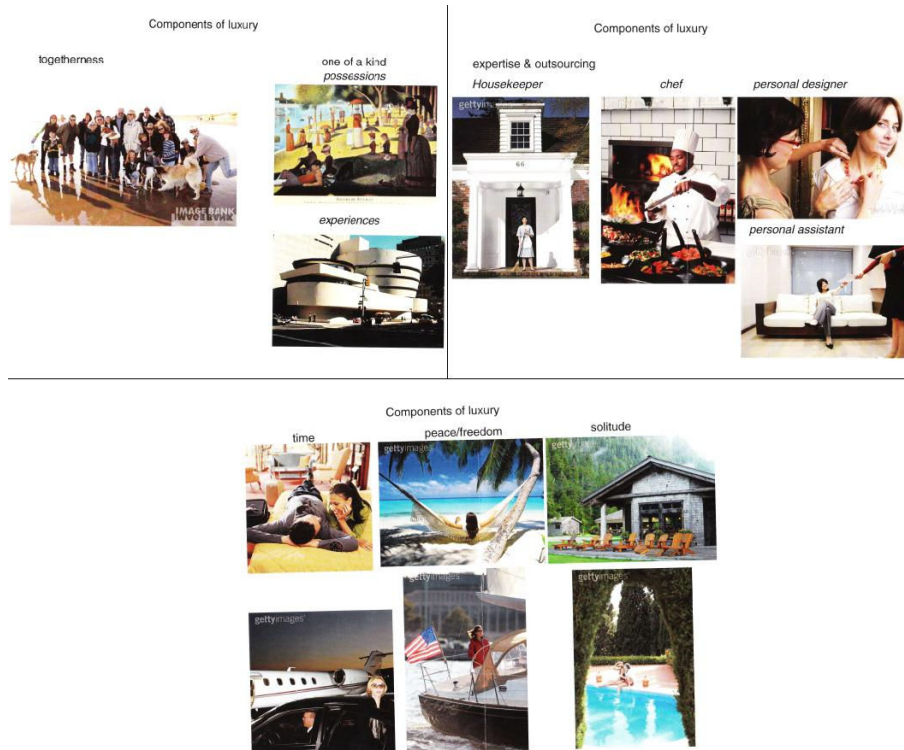 Components of luxury
togetherness
one of a kind
possessions
IMAGE BANK
experiences
Components of luxury
expertise & outsourcing
Housekeeper
chef
personal designer
gettyimages
66
personal assistant
Components of luxury
time
peace/freedom
solitude
gettyimages
gettyimages
gettyimages
gettyimages
gettyimages